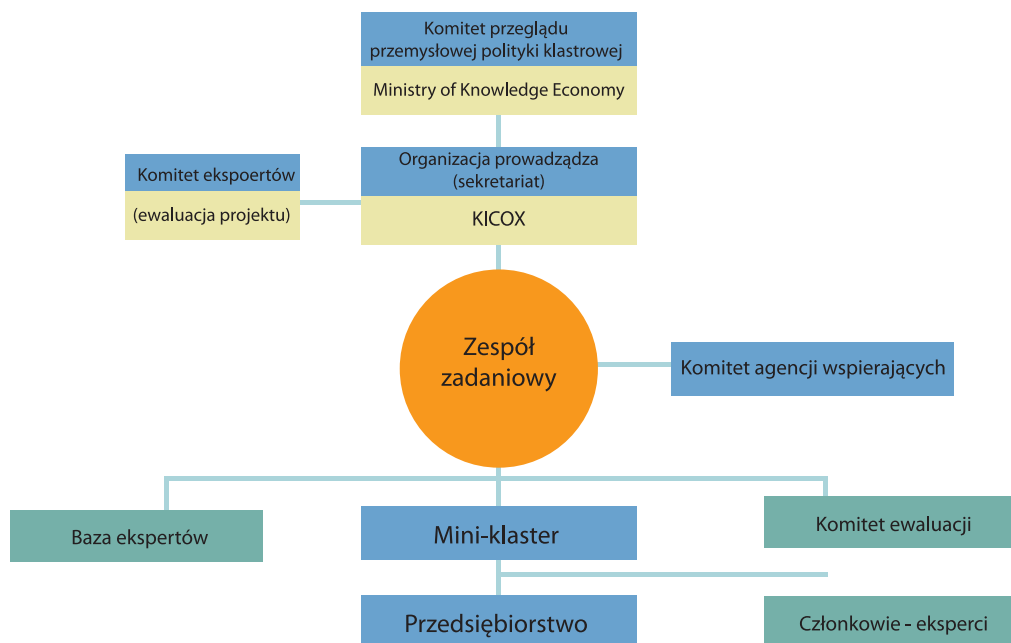 Komitet przeglądu
przemysłowej polityki klastrowej
Ministry of Knowledge Economy
Komitet ekspoertów
(ewaluacja projektu)
Organizacja prowadządza
(sekretariat)
KICOX
Zespół
zadaniowy
Komitet agencji wspierających
Baza ekspertów
Mini-klaster
Komitet ewaluacji
Przedsiębiorstwo
Członkowie - eksperci